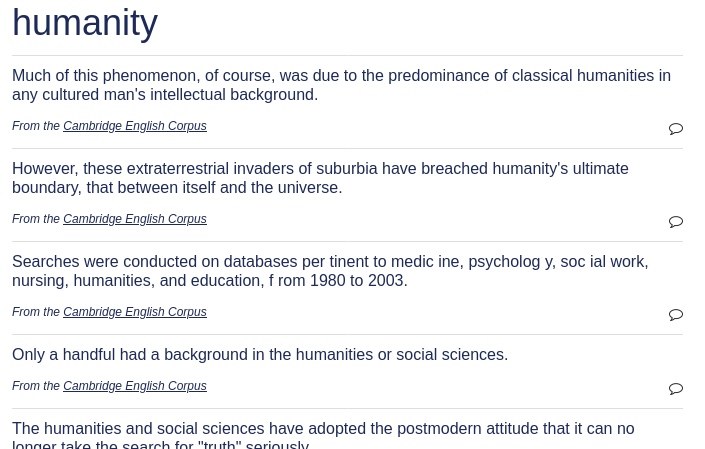 humanity
Much of this phenomenon, of course, was due to the predominance of classical humanities in
any cultured man's intellectual background.
From the Cambridge English Corpus
However, these extraterrestrial invaders of suburbia have breached humanity's ultimate
boundary, that between itself and the universe.
From the Cambridge English Corpus
Searches were conducted on databases per tinent to medic ine, psycholog y, soc ial work,
nursing, humanities, and education, f rom 1980 to 2003.
From the Cambridge English Corpus
Only a handful had a background in the humanities or social sciences.
From the Cambridge English Corpus
The humanities and social sciences have adopted the postmodern attitude that it can no
longer take the search for "truth" seriously